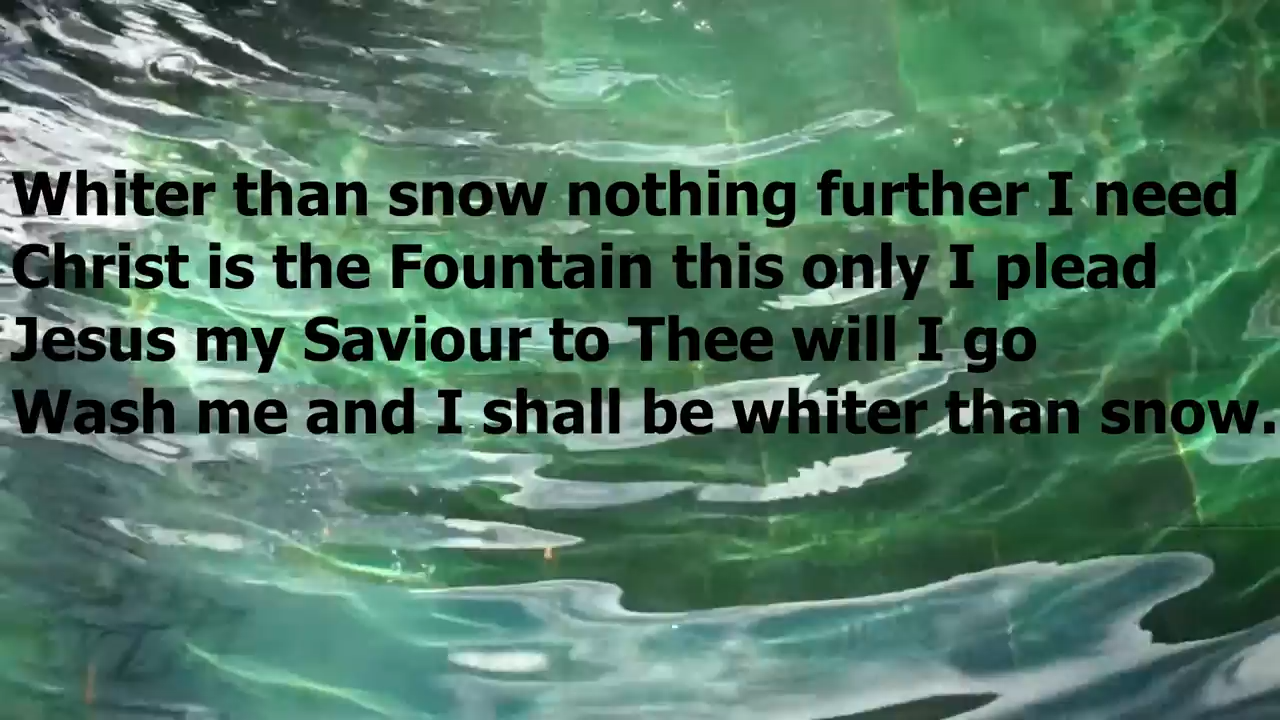 Whiter than snow nothing further I need
Christ is the Fountain this only I plead
Jesus my Saviour to Thee will I go
Wash me and I shall be whiter than snow.